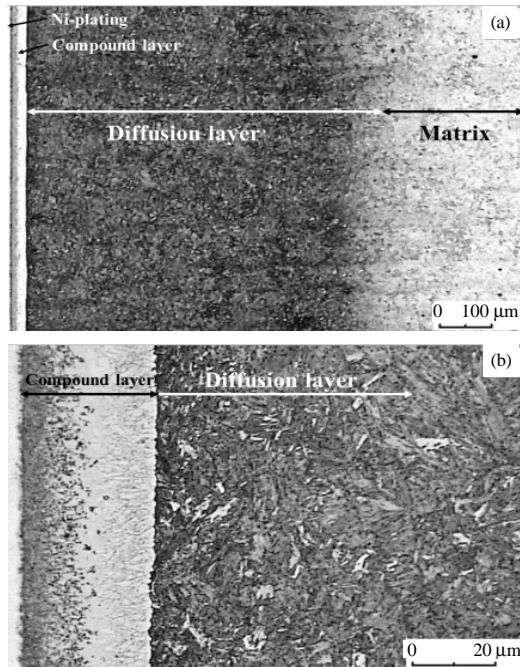 (a)
Ni-plating
Compound layer
Diffusion layer
Matrix
0 100 μm
(b)
Compound layer
Diffusion layer
0 20 μm